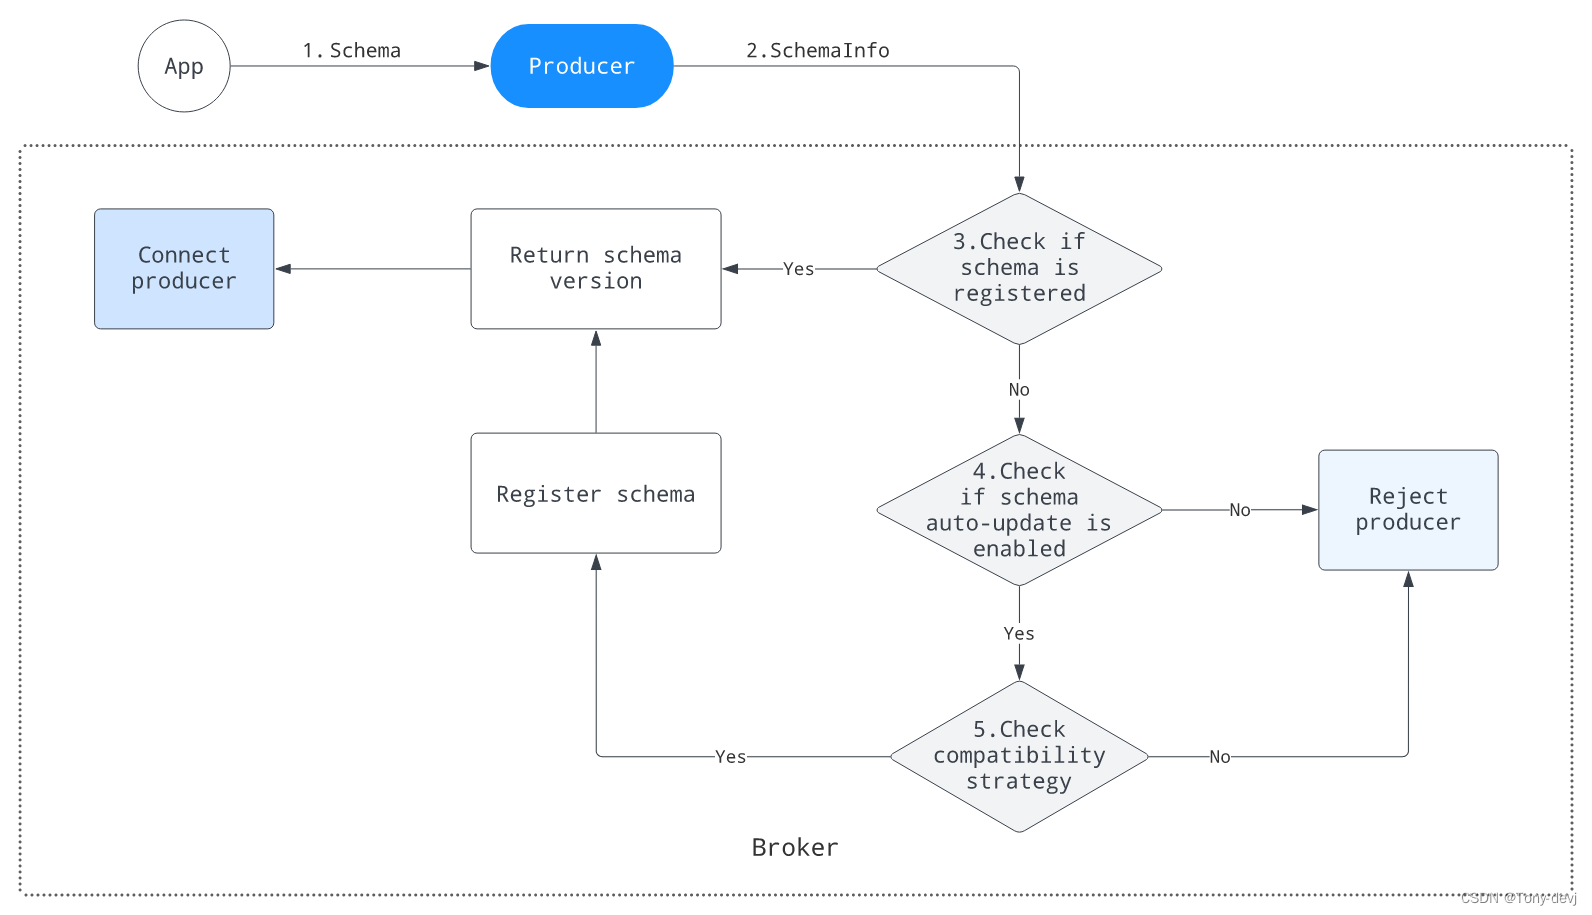 App
1. Schema
Producer
2.SchemaInfo
Connect
producer
Return schema
version
Yes
3.Check if
schema is
registered
No
Register schema
4.Check
if schema
auto-update is
enabled
No
Reject
producer
Yes
Yes
5.Check
compatibility
strategy
No
Broker
CSDN @Tony-devj